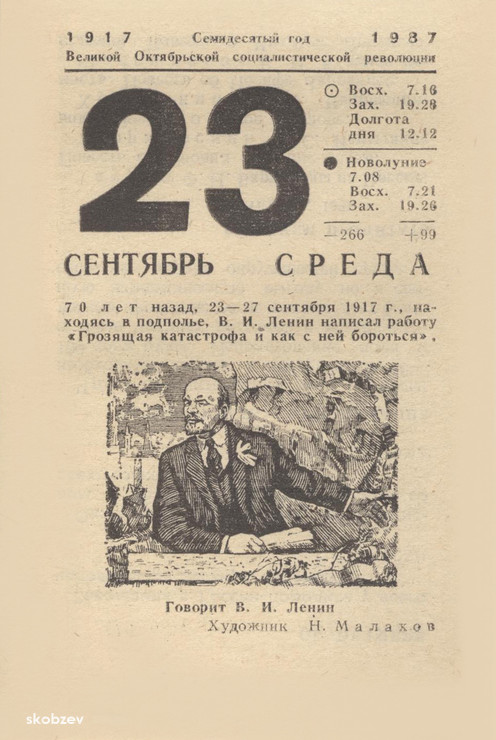 1917 Семидесятый год 1987
Великой Октябрьской социалистической революции
23
Восх. 7.16
Зах. 19.28
Долгота
дня 12.12
Новолуние
7.08
Восх. 7.21
Зах. 19.26
—266 +99
СЕНТЯБРЬ СРЕДА
70 лет назад, 23—27 сентября 1917 г., на-
ходясь в подполье, В. И. Ленин написал работу
«Грозящая катастрофа и как с ней бороться».
Говорит В. И. Ленин
Художник Н. Малахов
skobzev